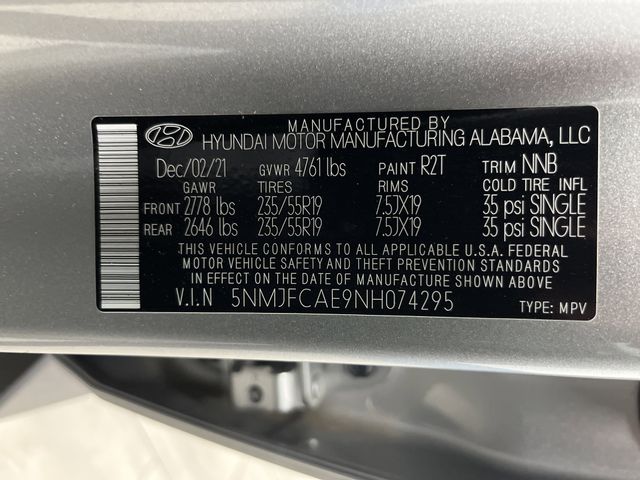 MANUFACTURED BY
HYUNDAI MOTOR MANUFACTURING ALABAMA, LLC
Dec/02/21 GVWR 4761 lbs PAINT R2T TRIM NNB
GAWR TIRES RIMS COLD TIRE INFL
FRONT 2778 lbs 235/55R19 7.5JX19 35 psi SINGLE
REAR 2646 lbs 235/55R19 7.5JX19 35 psi SINGLE
THIS VEHICLE CONFORMS TO ALL APPLICABLE U.S.A. FEDERAL
MOTOR VEHICLE SAFETY AND THEFT PREVENTION STANDARDS
IN EFFECT ON THE DATE OF MANUFACTURE SHOWN ABOVE
V.I.N 5NMJFCAE9NH074295 TYPE: MPV